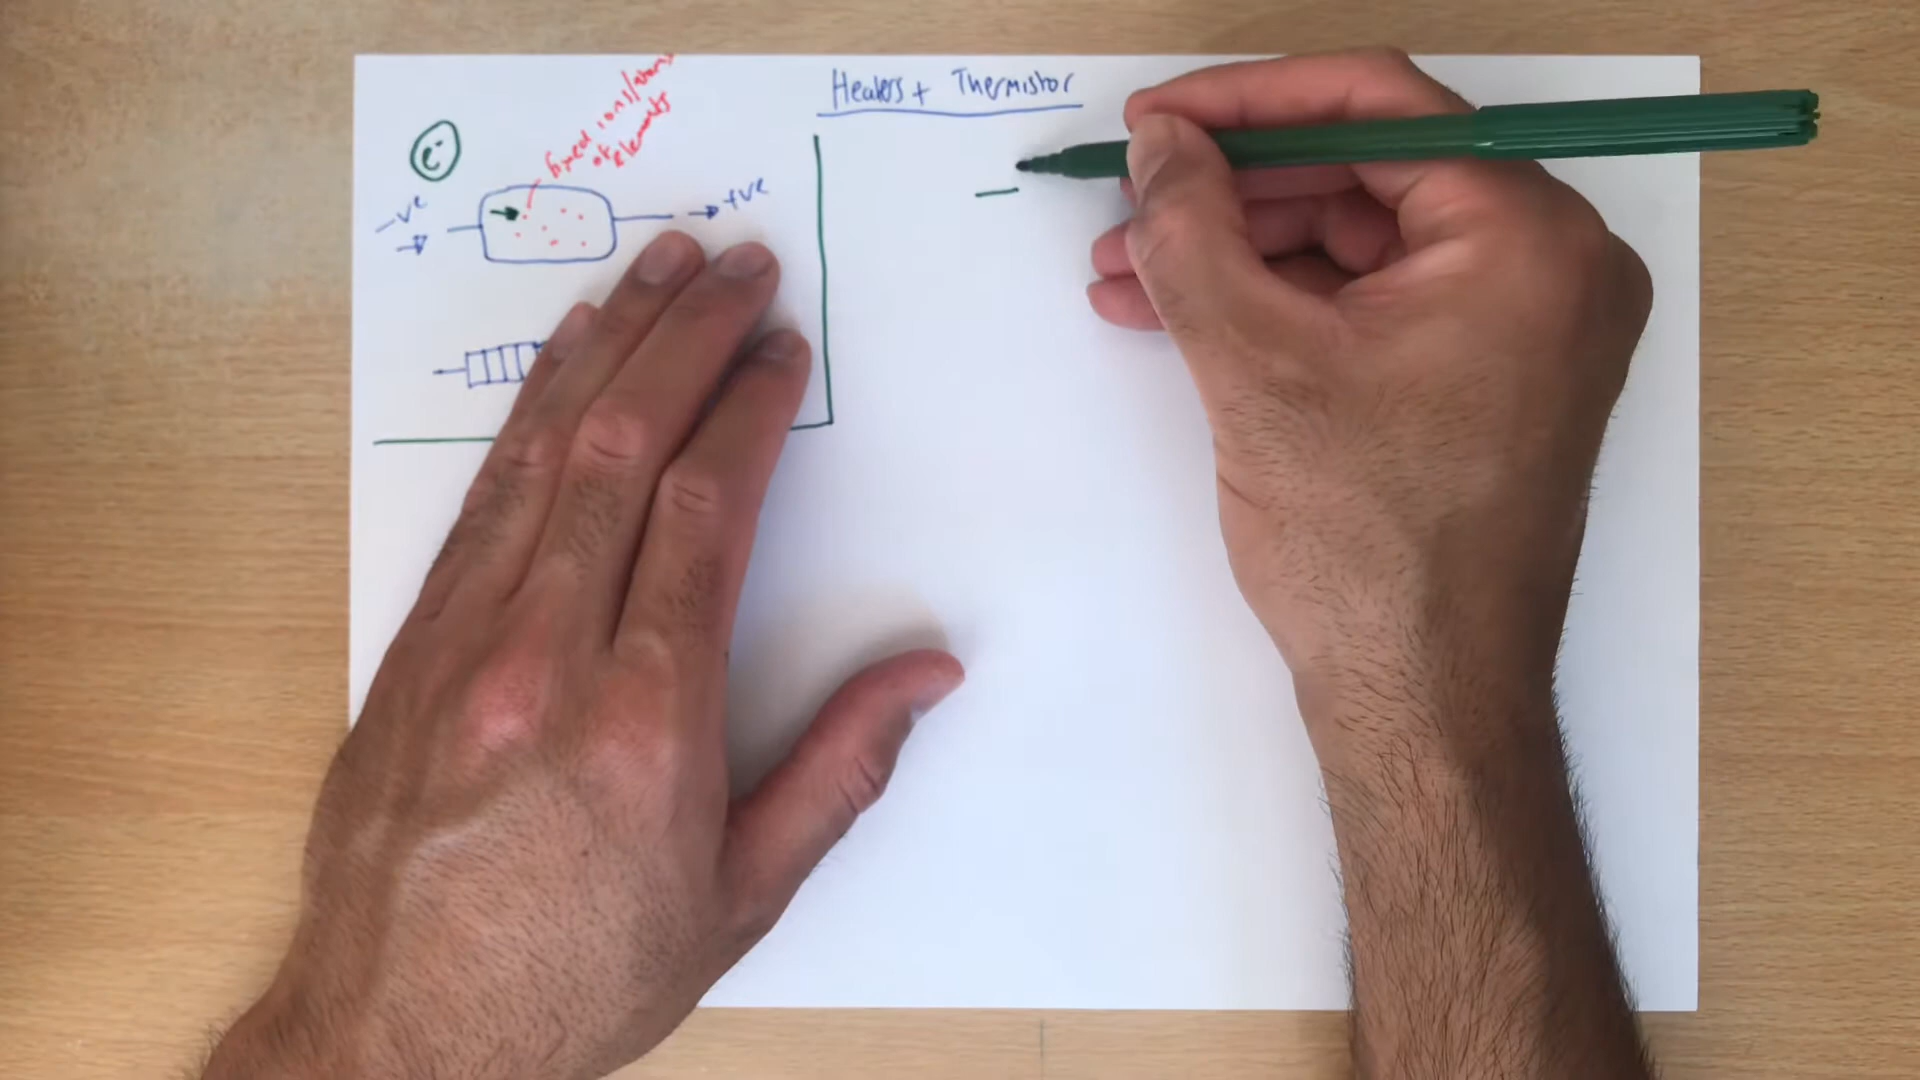 Heaters + Thermistor
fixed ions/atoms
of
elements
e-
-ve
+ve